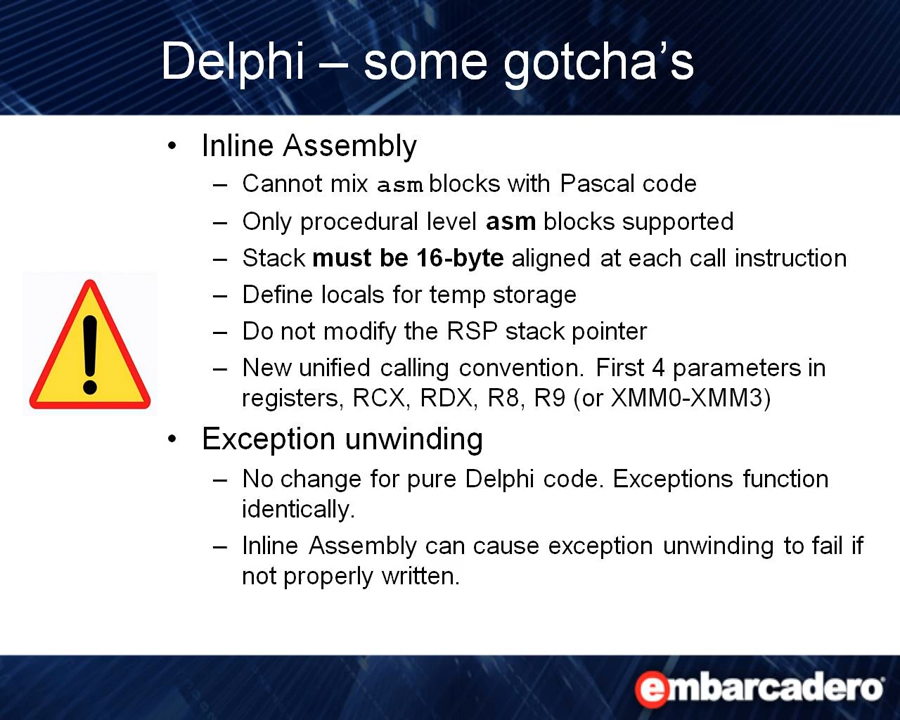 Delphi – some gotcha's
• Inline Assembly
– Cannot mix asm blocks with Pascal code
– Only procedural level asm blocks supported
– Stack must be 16-byte aligned at each call instruction
– Define locals for temp storage
– Do not modify the RSP stack pointer
– New unified calling convention. First 4 parameters in
registers, RCX, RDX, R8, R9 (or XMM0-XMM3)
• Exception unwinding
– No change for pure Delphi code. Exceptions function
identically.
– Inline Assembly can cause exception unwinding to fail if
not properly written.
embarcadero®